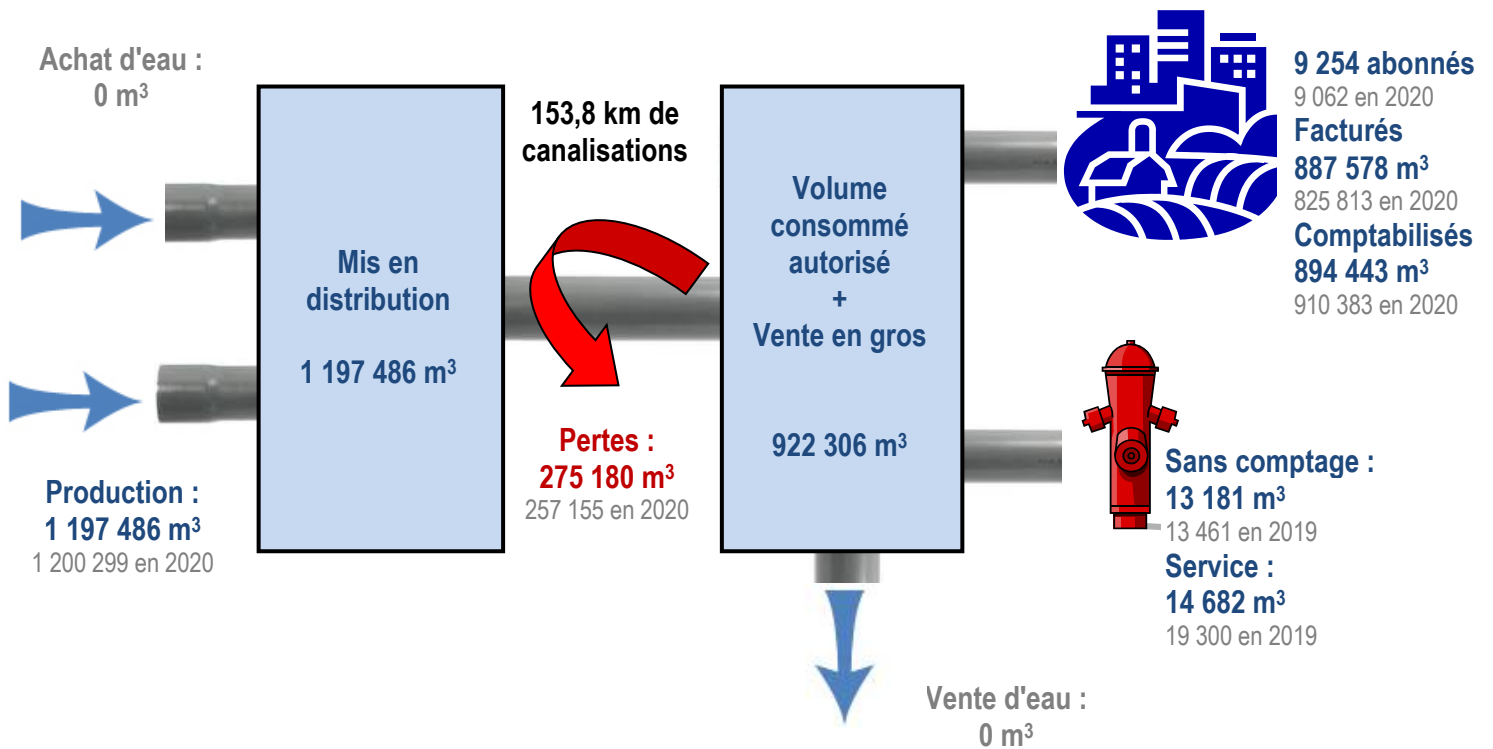 Achat d'eau :
0 m³
153,8 km de
canalisations
Mis en
distribution
1 197 486 m³
Production :
1 197 486 m³
1 200 299 en 2020
Pertes :
275 180 m³
257 155 en 2020
Volume
consommé
autorisé
+
Vente en gros
922 306 m³
9 254 abonnés
9 062 en 2020
Facturés
887 578 m³
825 813 en 2020
Comptabilisés
894 443 m³
910 383 en 2020
Sans comptage :
13 181 m³
13 461 en 2019
Service :
14 682 m³
19 300 en 2019
Vente d'eau :
0 m³